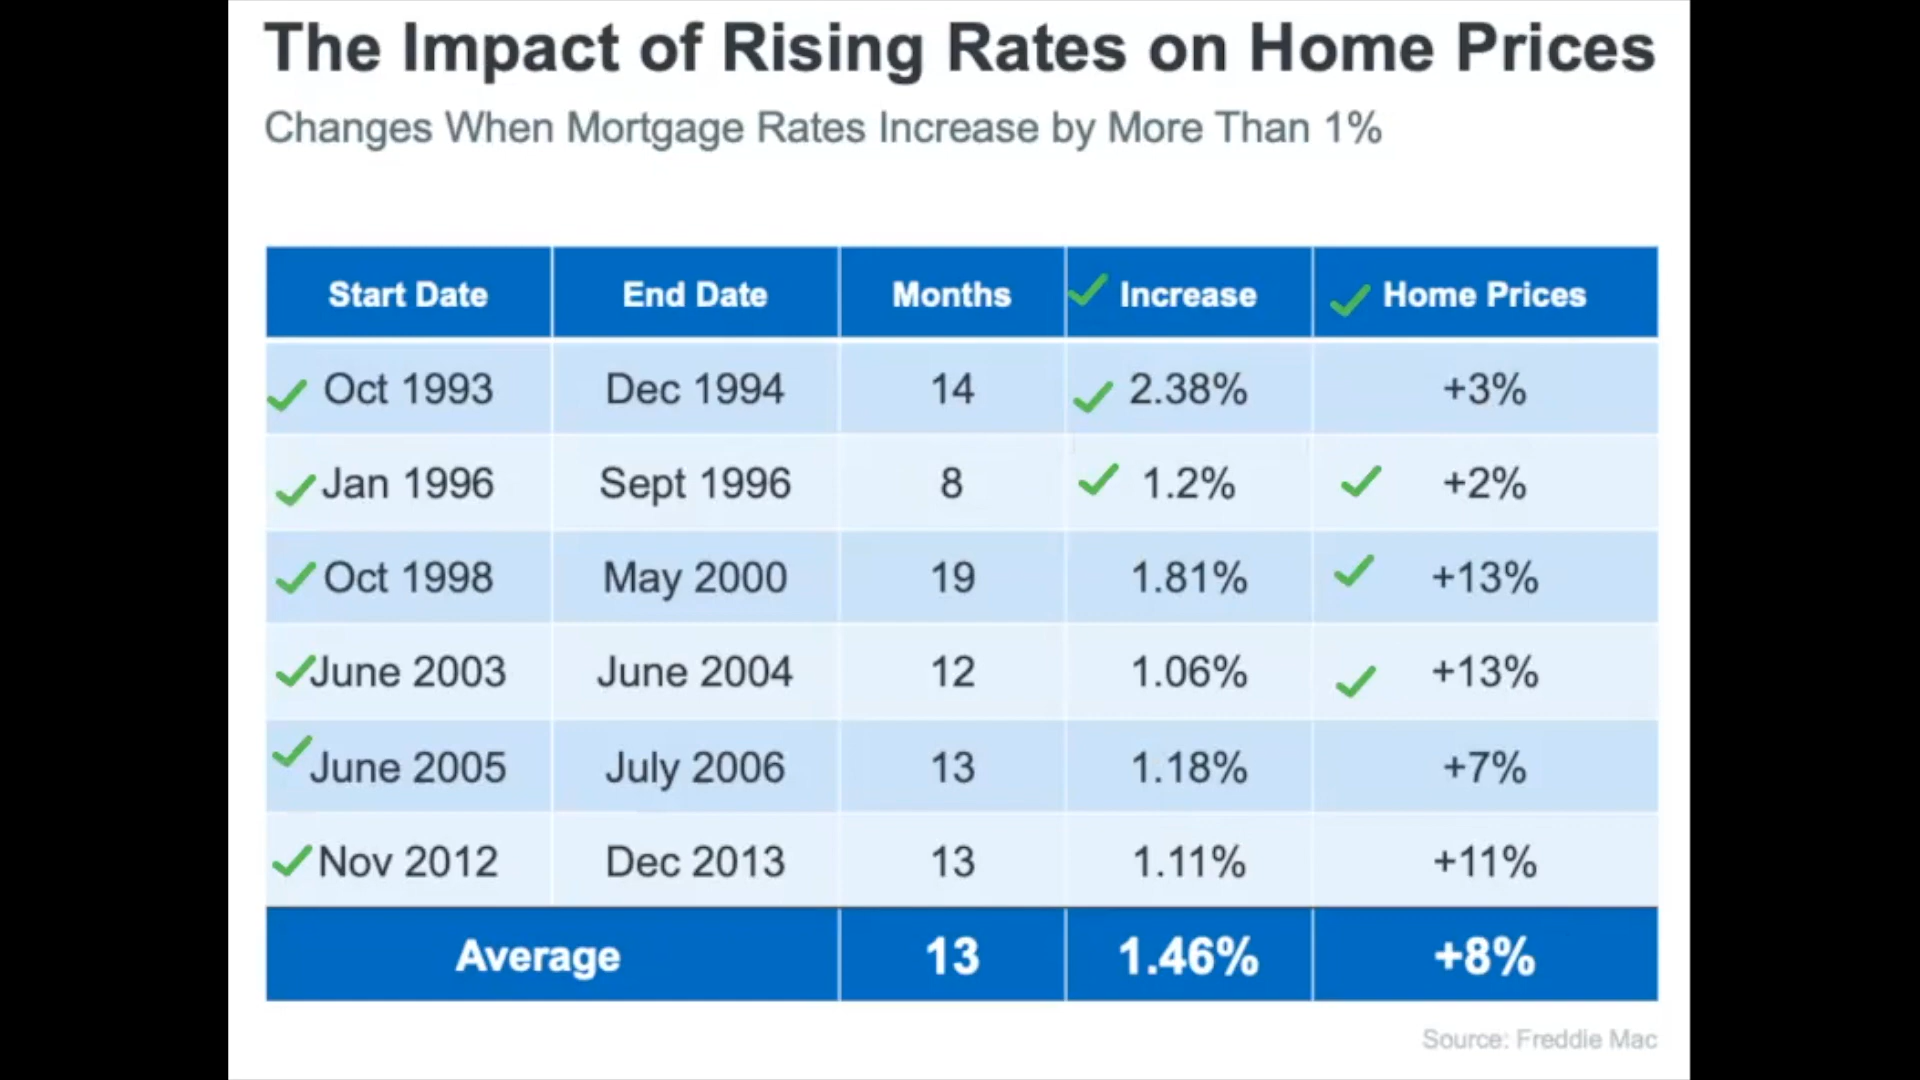 The Impact of Rising Rates on Home Prices
Changes When Mortgage Rates Increase by More Than 1%
Start Date End Date Months Increase Home Prices
Oct 1993 Dec 1994 14 2.38% +3%
Jan 1996 Sept 1996 8 1.2% +2%
Oct 1998 May 2000 19 1.81% +13%
June 2003 June 2004 12 1.06% +13%
June 2005 July 2006 13 1.18% +7%
Nov 2012 Dec 2013 13 1.11% +11%
Average 13 1.46% +8%
Source: Freddie Mac